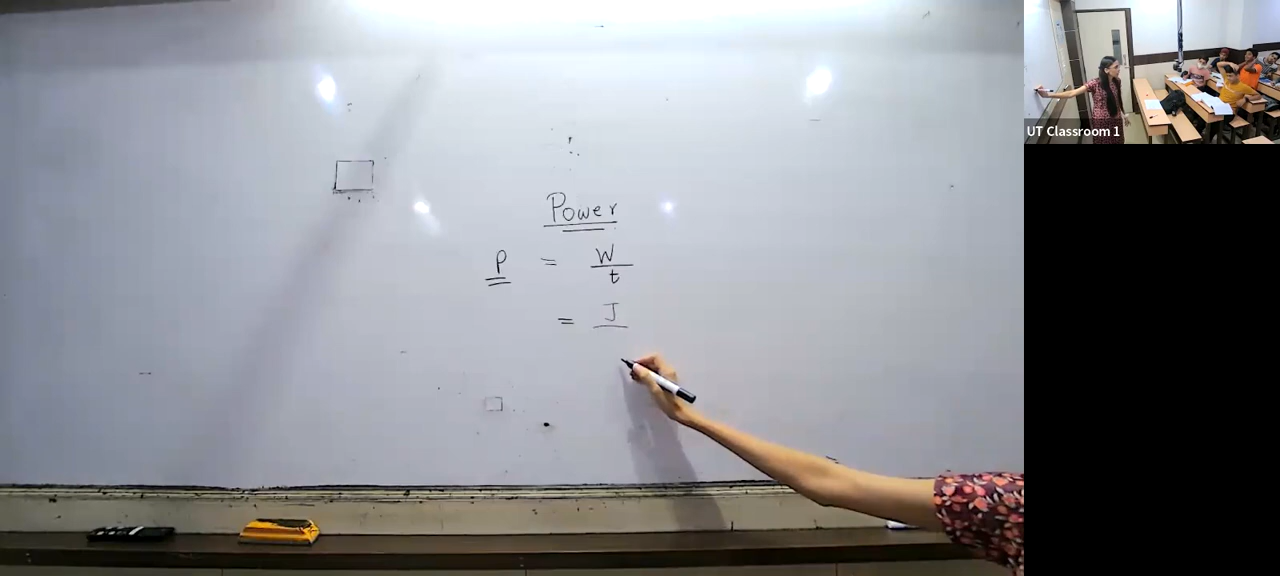 Power
P = W/t
= J
UT Classroom 1